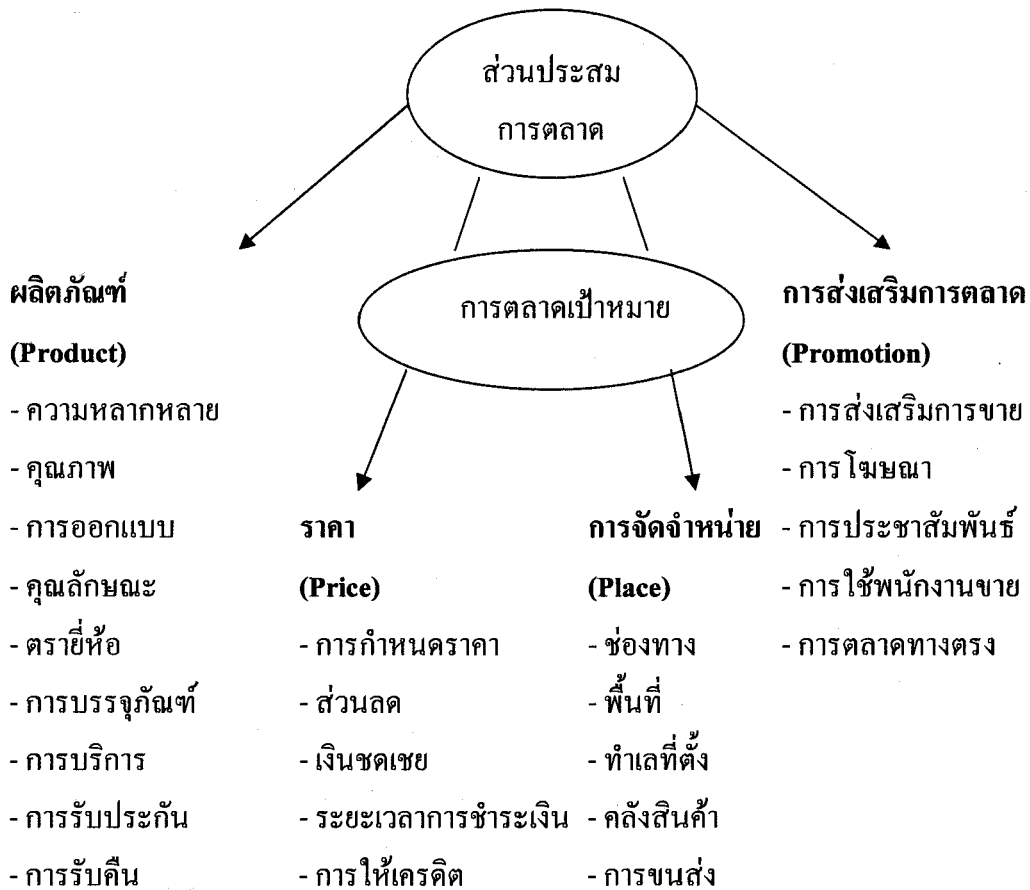 ส่วนประสม
การตลาด
การตลาดเป้าหมาย
ผลิตภัณฑ์
(Product)
- ความหลากหลาย
- คุณภาพ
- การออกแบบ
- คุณลักษณะ
- ตรายี่ห้อ
- การบรรจุภัณฑ์
- การบริการ
- การรับประกัน
- การรับคืน
ราคา
(Price)
- การกำหนดราคา
- ส่วนลด
- เงินชดเชย
- ระยะเวลาการชำระเงิน
- การให้เครดิต
การจัดจำหน่าย
(Place)
- ช่องทาง
- พื้นที่
- ทำเลที่ตั้ง
- คลังสินค้า
- การขนส่ง
การส่งเสริมการตลาด
(Promotion)
- การส่งเสริมการขาย
- การโฆษณา
- การประชาสัมพันธ์
- การใช้พนักงานขาย
- การตลาดทางตรง